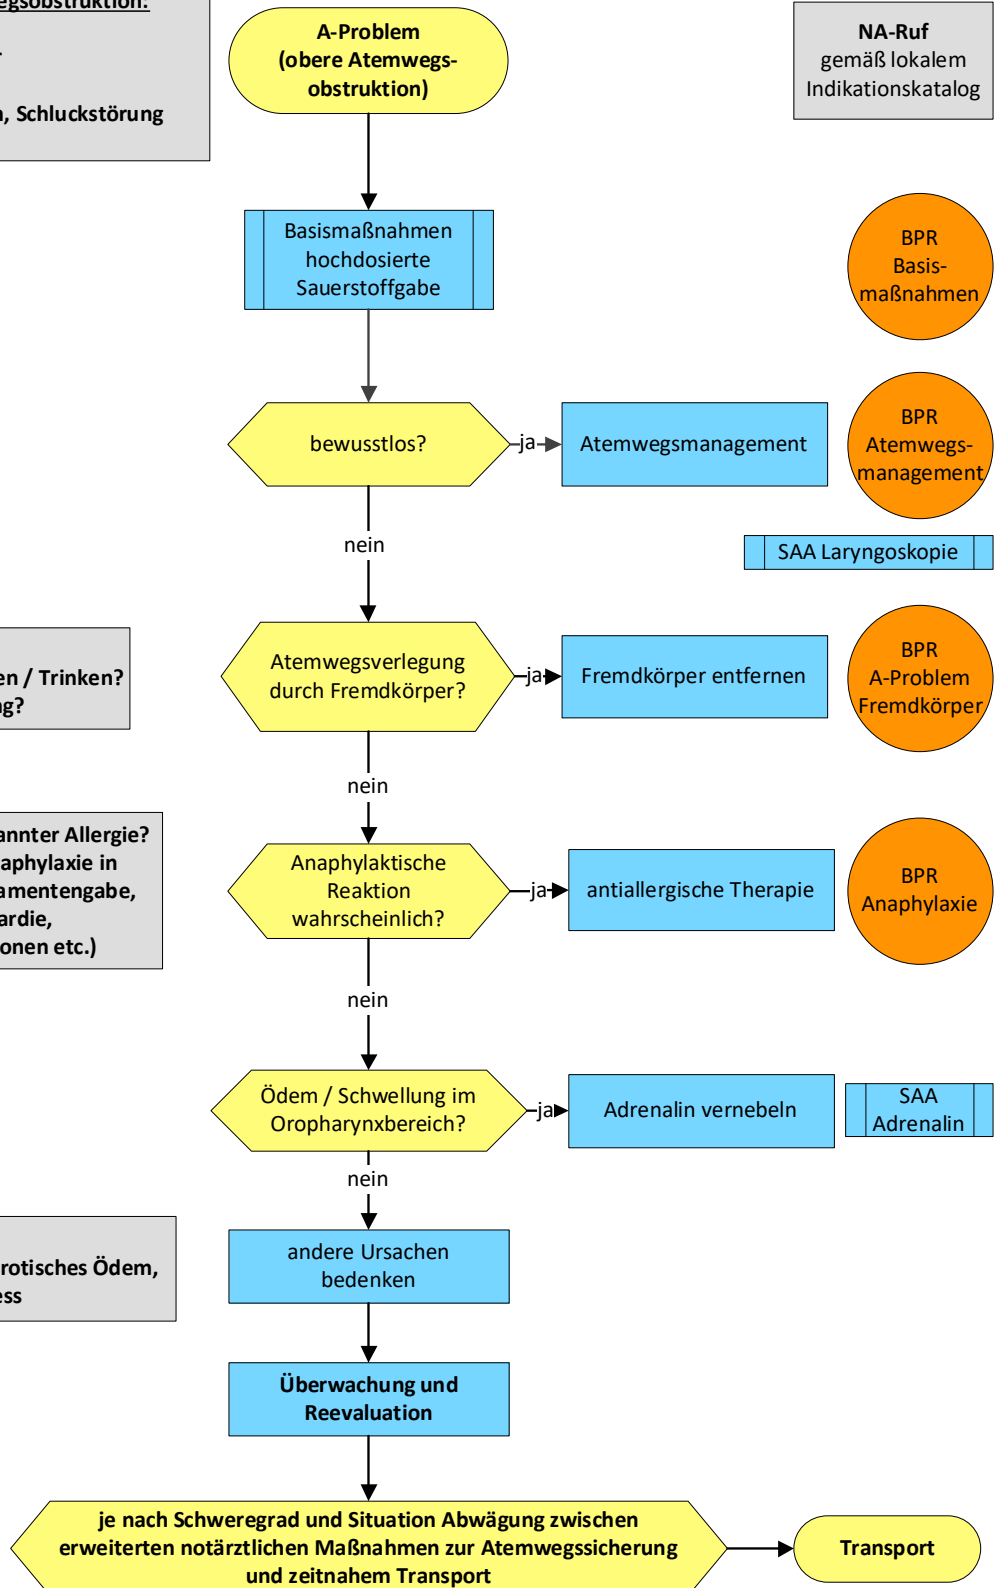 egsobstruktion:
n, Schluckstörung
A-Problem
(obere Atemwegs-
obstruktion)
NA-Ruf
gemäß lokalem
Indikationskatalog
Basismaßnahmen
hochdosierte
Sauerstoffgabe
BPR
Basis-
maßnahmen
bewusstlos?
ja
Atemwegsmanagement
BPR
Atemwegs-
management
nein
SAA Laryngoskopie
en / Trinken?
ng?
Atemwegsverlegung
durch Fremdkörper?
ja
Fremdkörper entfernen
BPR
A-Problem
Fremdkörper
nein
annter Allergie?
aphylaxie in
amentengabe,
ardie,
onen etc.)
Anaphylaktische
Reaktion
wahrscheinlich?
ja
antiallergische Therapie
BPR
Anaphylaxie
nein
Ödem / Schwellung im
Oropharynxbereich?
ja
Adrenalin vernebeln
SAA
Adrenalin
nein
rotisches Ödem,
ess
andere Ursachen
bedenken
Überwachung und
Reevaluation
je nach Schweregrad und Situation Abwägung zwischen
erweiterten notärztlichen Maßnahmen zur Atemwegssicherung
und zeitnahem Transport
Transport